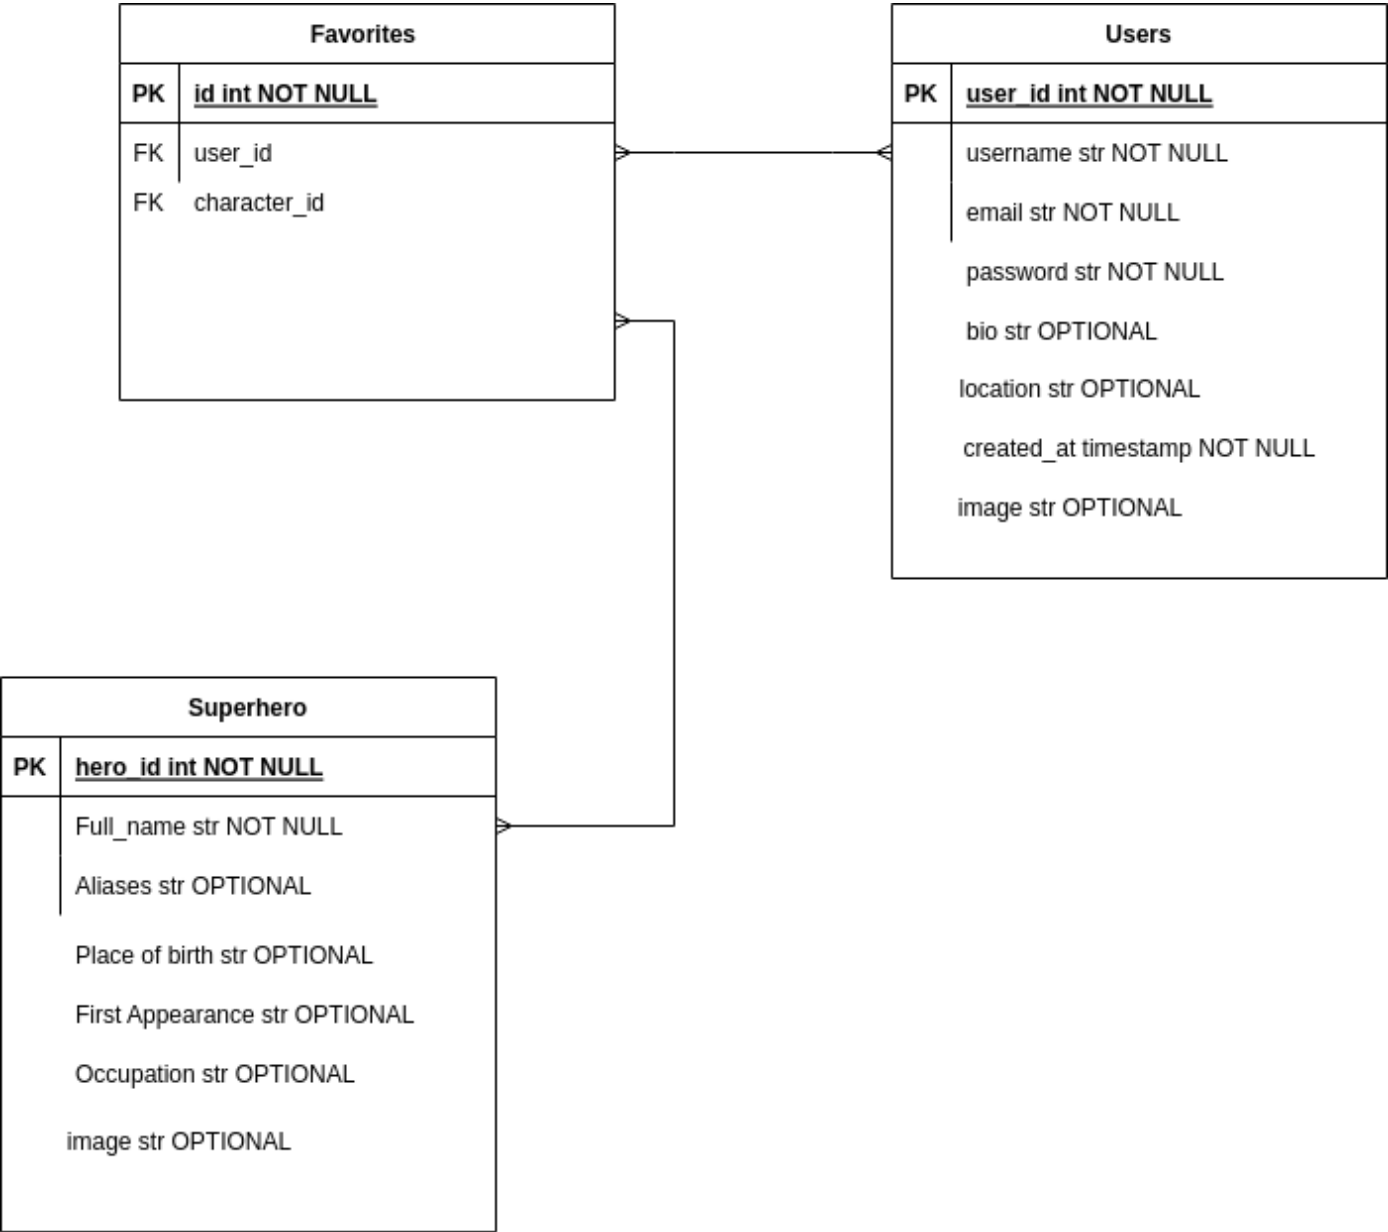 Favorites
PK id int NOT NULL
FK user_id
FK character_id
Users
PK user_id int NOT NULL
username str NOT NULL
email str NOT NULL
password str NOT NULL
bio str OPTIONAL
location str OPTIONAL
created_at timestamp NOT NULL
image str OPTIONAL
Superhero
PK hero_id int NOT NULL
Full_name str NOT NULL
Aliases str OPTIONAL
Place of birth str OPTIONAL
First Appearance str OPTIONAL
Occupation str OPTIONAL
image str OPTIONAL